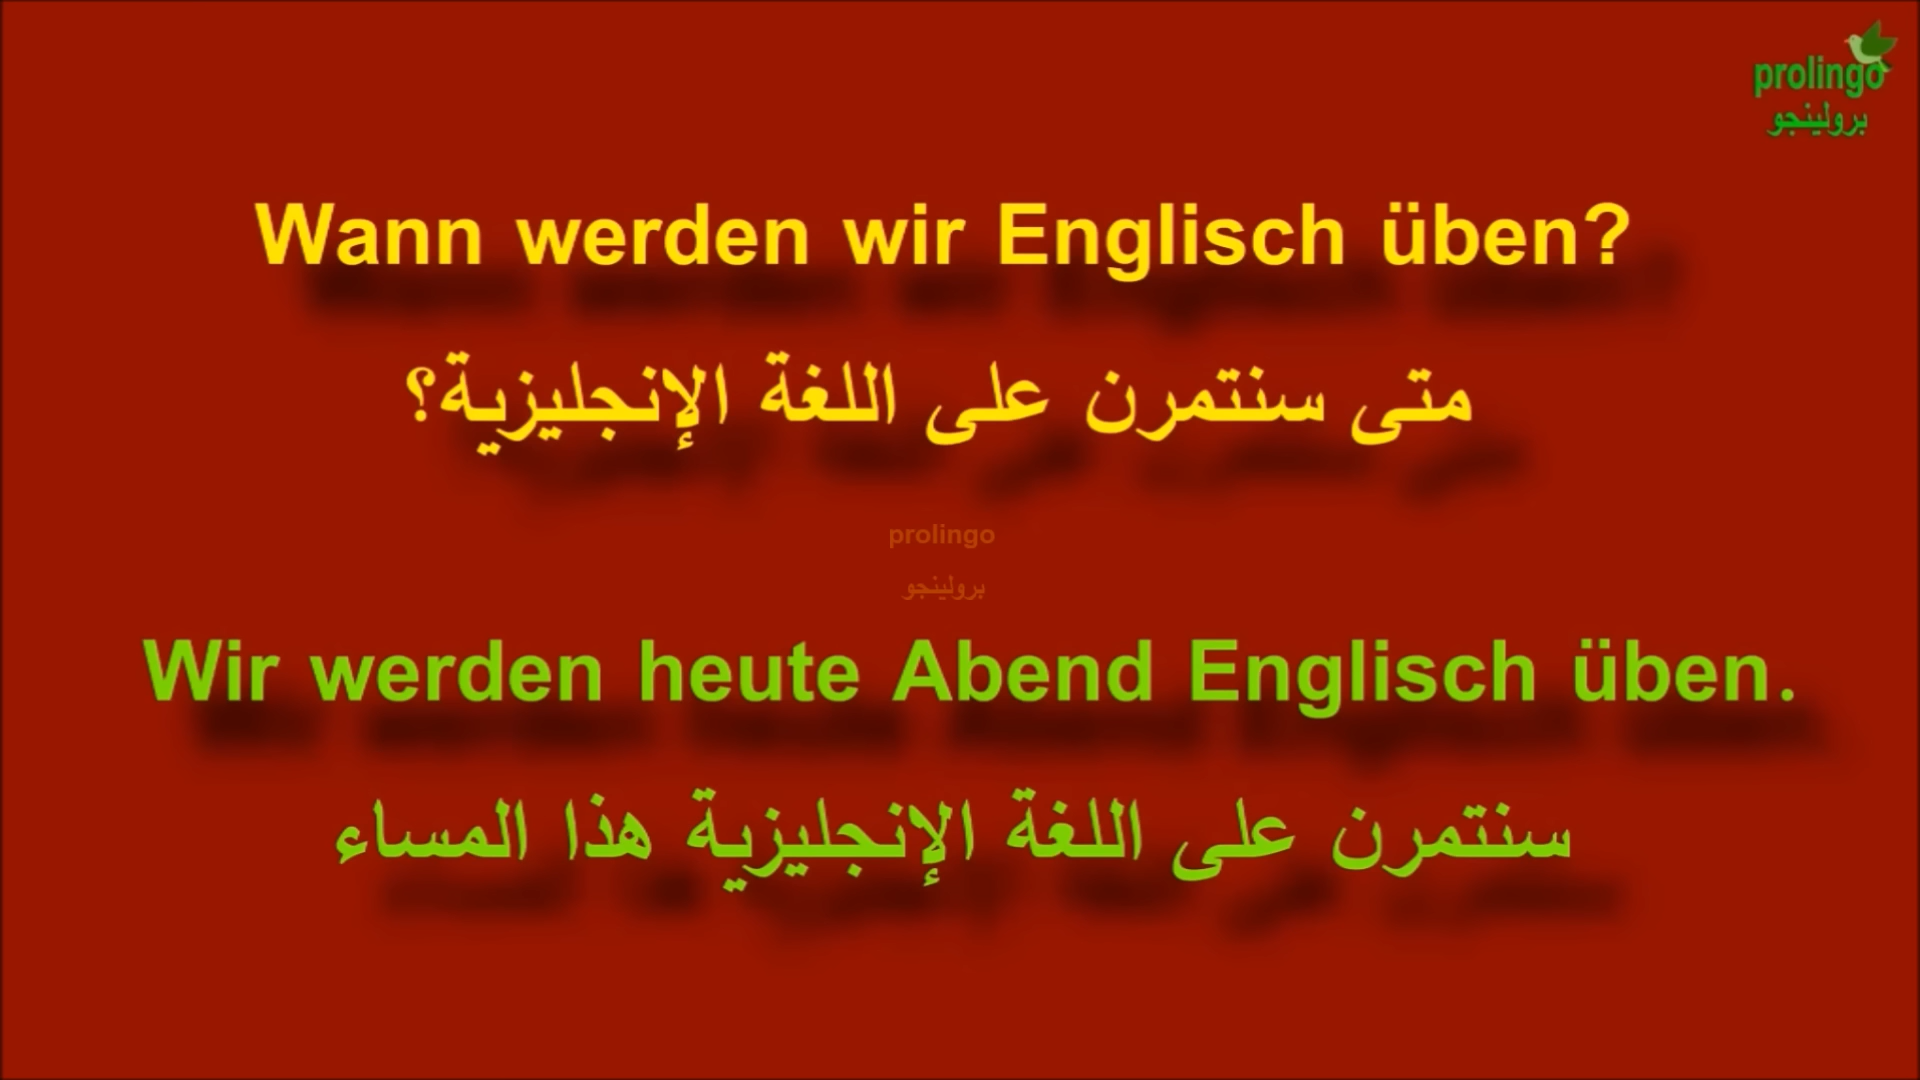 prolingo
برولينجو
Wann werden wir Englisch üben?
متى سنتمرن على اللغة الإنجليزية؟
prolingo
برولينجو
Wir werden heute Abend Englisch üben.
سنتمرن على اللغة الإنجليزية هذا المساء